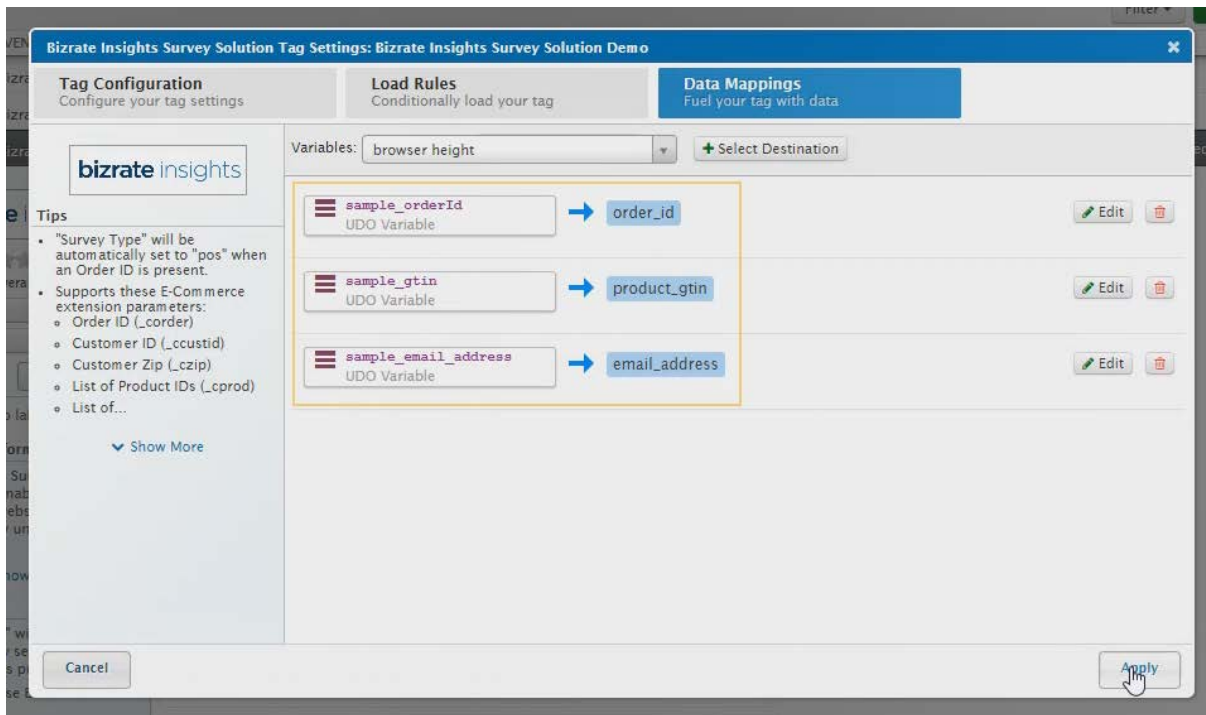 Filter
Bizrate Insights Survey Solution Tag Settings: Bizrate Insights Survey Solution Demo
Tag Configuration
Configure your tag settings
Load Rules
Conditionally load your tag
Data Mappings
Fuel your tag with data
bizrate insights
Tips
"Survey Type" will be
automatically set to "pos" when
an Order ID is present.
Supports these E-Commerce
extension parameters:
Order ID (_corder)
Customer ID (_ccustid)
Customer Zip (_czip)
List of Product IDs (_cprod)
List of...
Show More
Variables:
browser height
+ Select Destination
sample_orderId
UDO Variable
order_id
Edit
sample_gtin
UDO Variable
product_gtin
Edit
sample_email_address
UDO Variable
email_address
Edit
Cancel
Apply